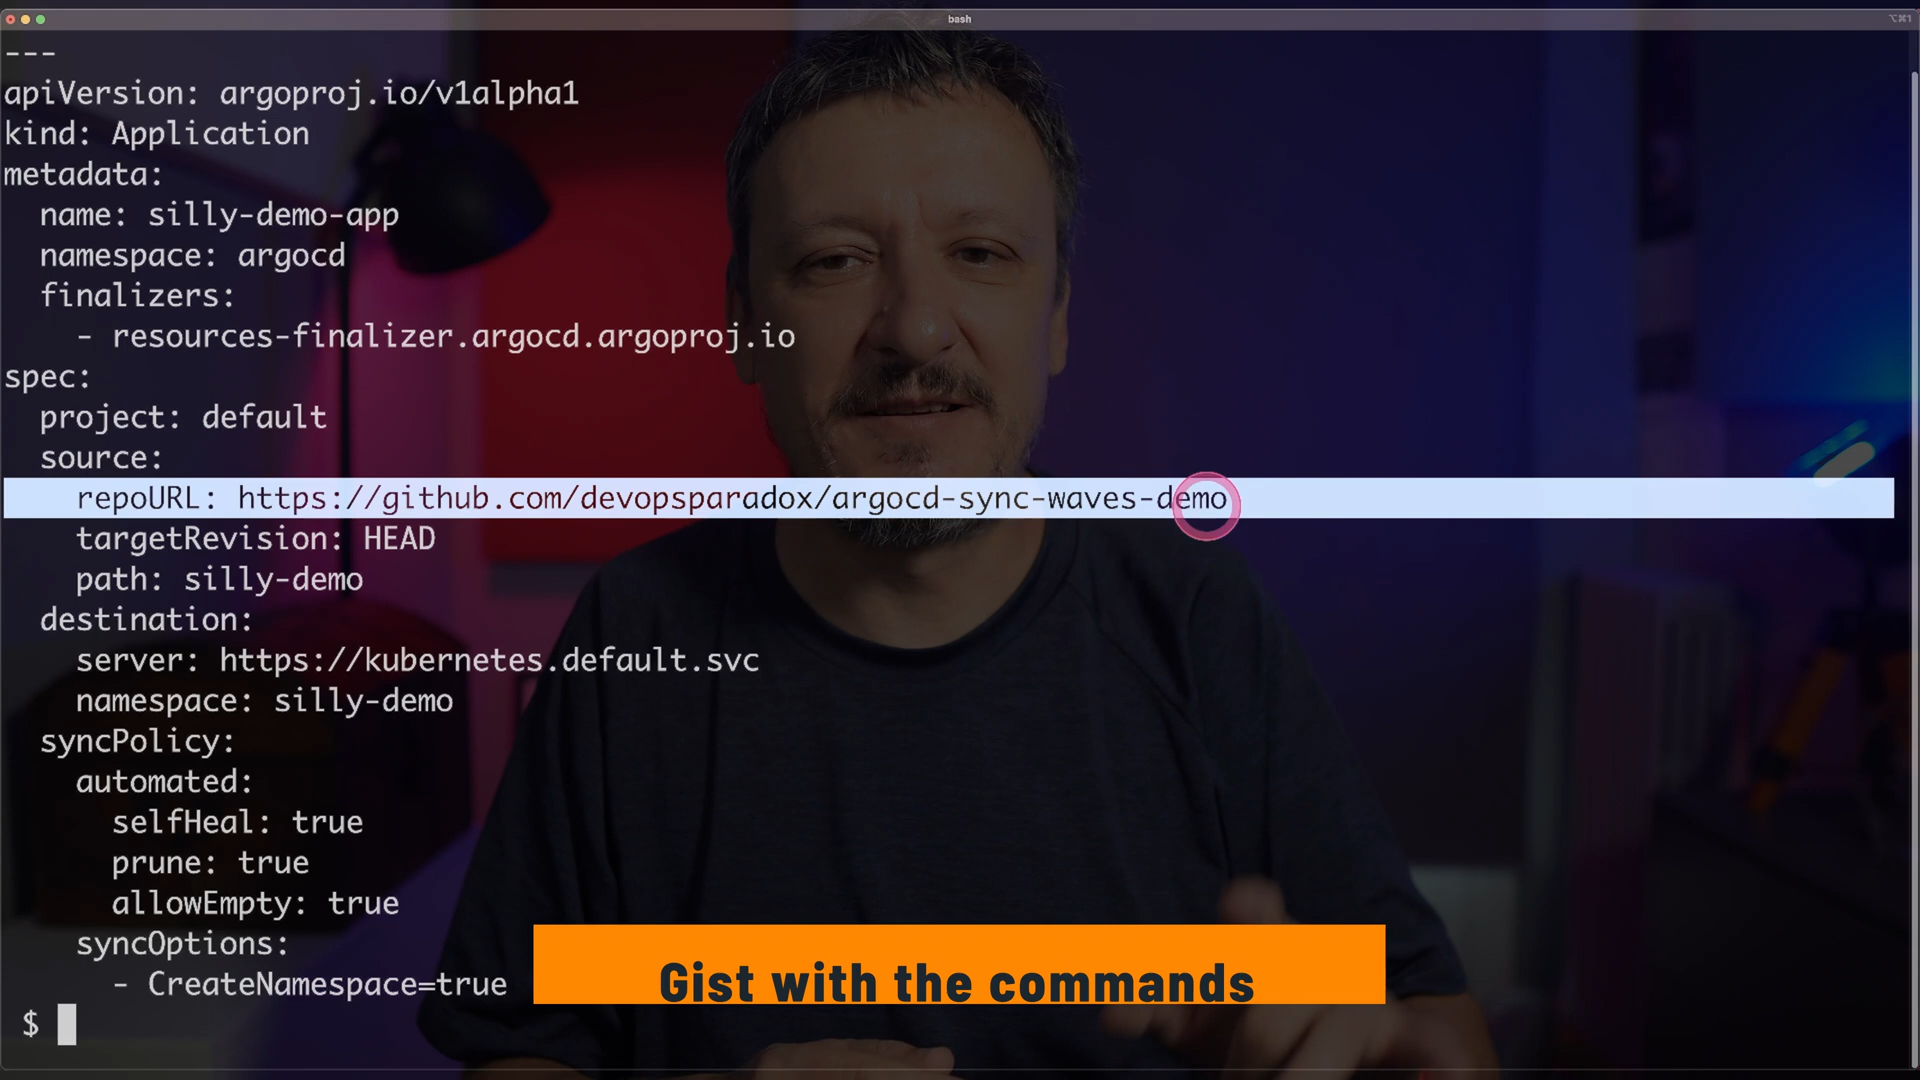 bash
⌥⌘1
---
apiVersion: argoproj.io/v1alpha1
kind: Application
metadata:
  name: silly-demo-app
  namespace: argocd
  finalizers:
    - resources-finalizer.argocd.argoproj.io
spec:
  project: default
  source:
    repoURL: https://github.com/devopsparadox/argocd-sync-waves-demo
    targetRevision: HEAD
    path: silly-demo
  destination:
    server: https://kubernetes.default.svc
    namespace: silly-demo
  syncPolicy:
    automated:
      selfHeal: true
      prune: true
      allowEmpty: true
    syncOptions:
      - CreateNamespace=true
$
Gist with the commands